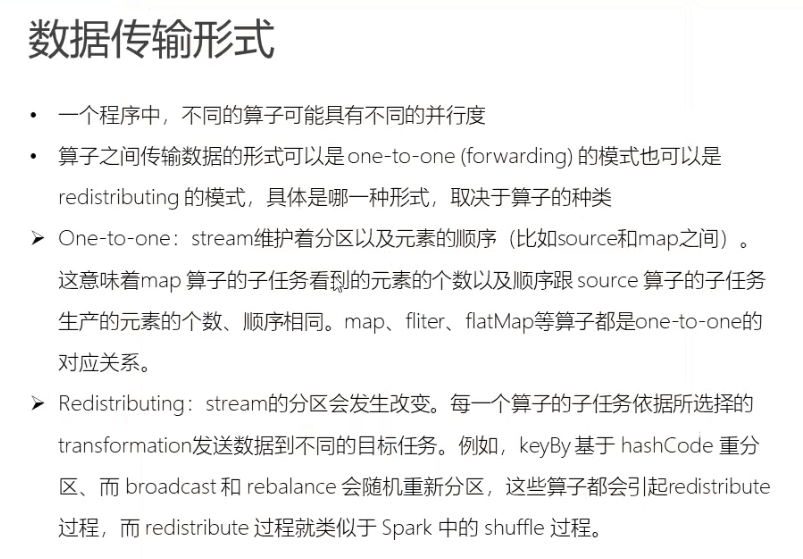 数据传输形式
• 一个程序中，不同的算子可能具有不同的并行度
• 算子之间传输数据的形式可以是 one-to-one (forwarding) 的模式也可以是
redistributing 的模式，具体是哪一种形式，取决于算子的种类
➢ One-to-one：stream维护着分区以及元素的顺序（比如source和map之间）。
这意味着map 算子的子任务看到的元素的个数以及顺序跟 source 算子的子任务
生产的元素的个数、顺序相同。map、fliter、flatMap等算子都是one-to-one的
对应关系。
➢ Redistributing：stream的分区会发生改变。每一个算子的子任务依据所选择的
transformation发送数据到不同的目标任务。例如，keyBy 基于 hashCode 重分
区、而 broadcast 和 rebalance 会随机重新分区，这些算子都会引起redistribute
过程，而 redistribute 过程就类似于 Spark 中的 shuffle 过程。